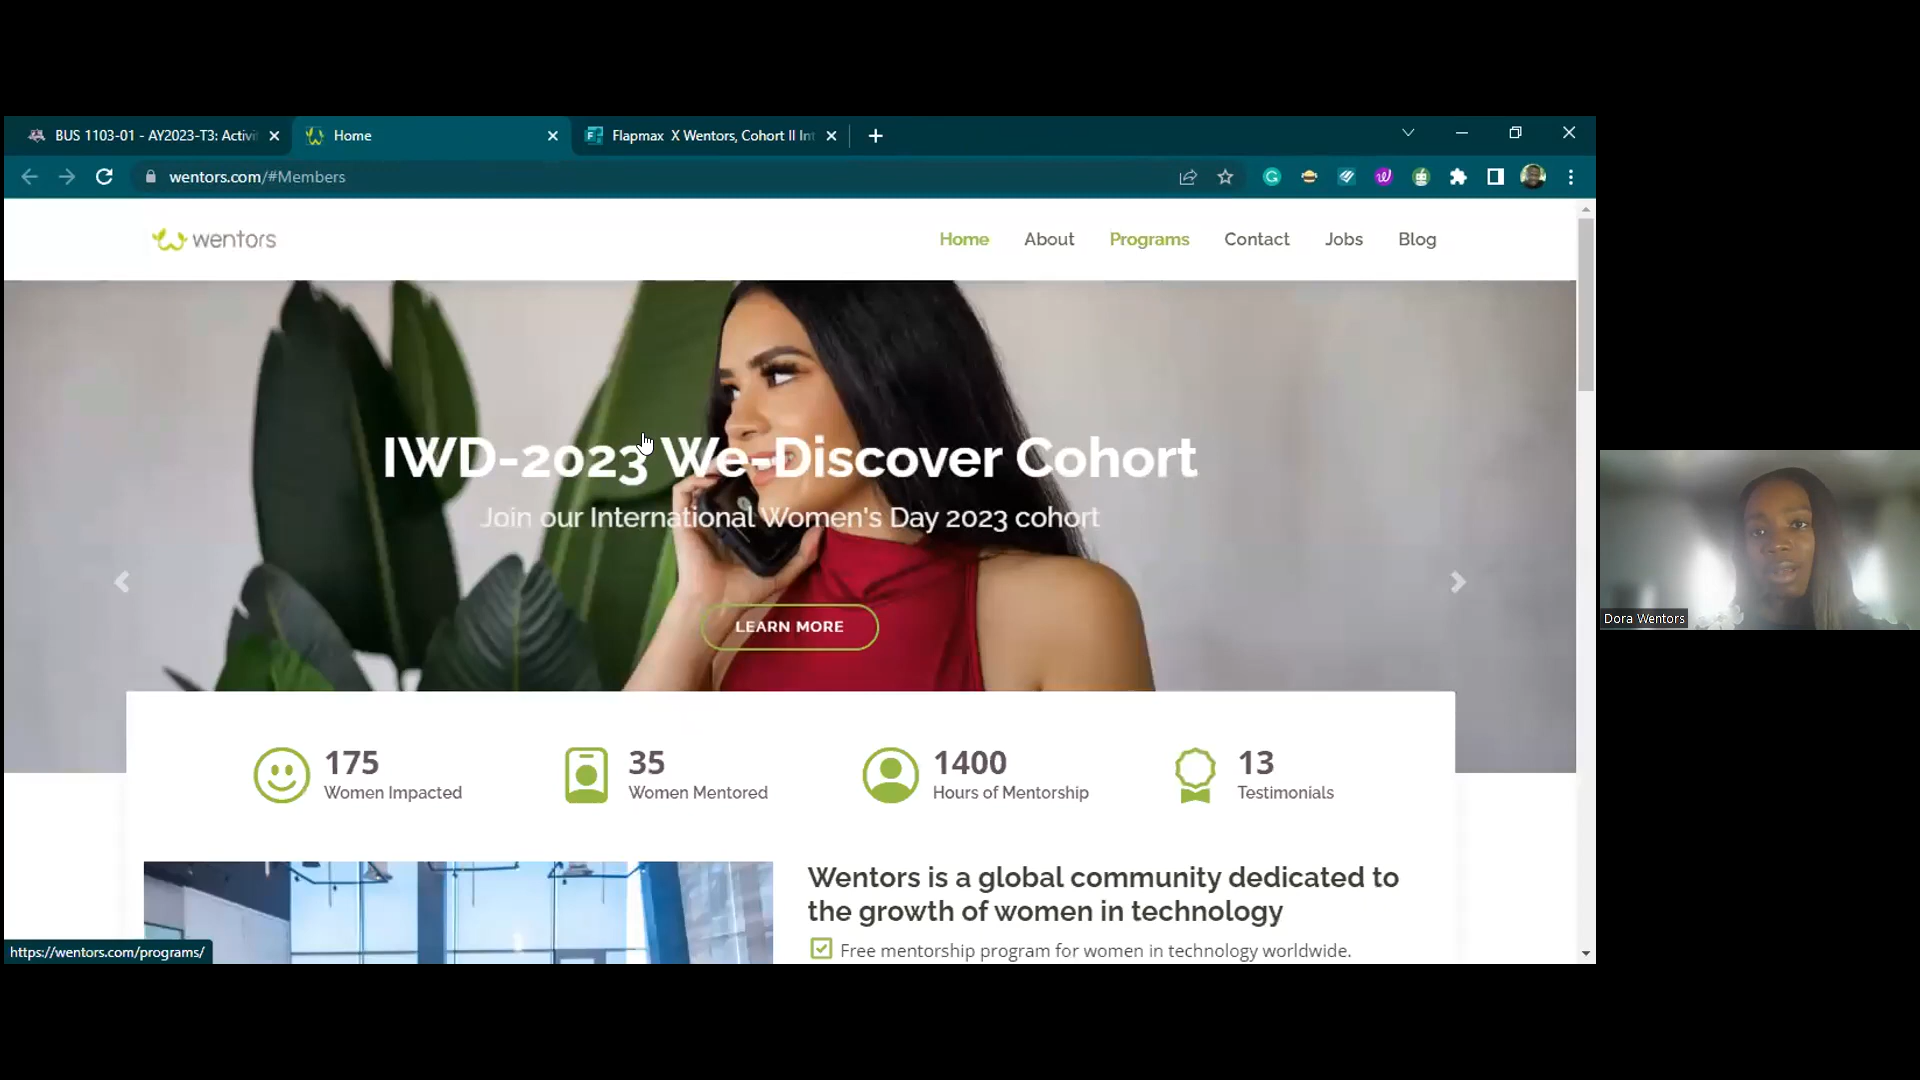 BUS 1103-01 - AY2023-T3: Activi
Home
Flapmax X Wentors, Cohort II Int
wentors.com/#Members
wentors
Home
About
Programs
Contact
Jobs
Blog
IWD-2023 We-Discover Cohort
Join our International Women's Day 2023 cohort
LEARN MORE
Dora Wentors
175
Women Impacted
35
Women Mentored
1400
Hours of Mentorship
13
Testimonials
Wentors is a global community dedicated to
the growth of women in technology
Free mentorship program for women in technology worldwide.
https://wentors.com/programs/